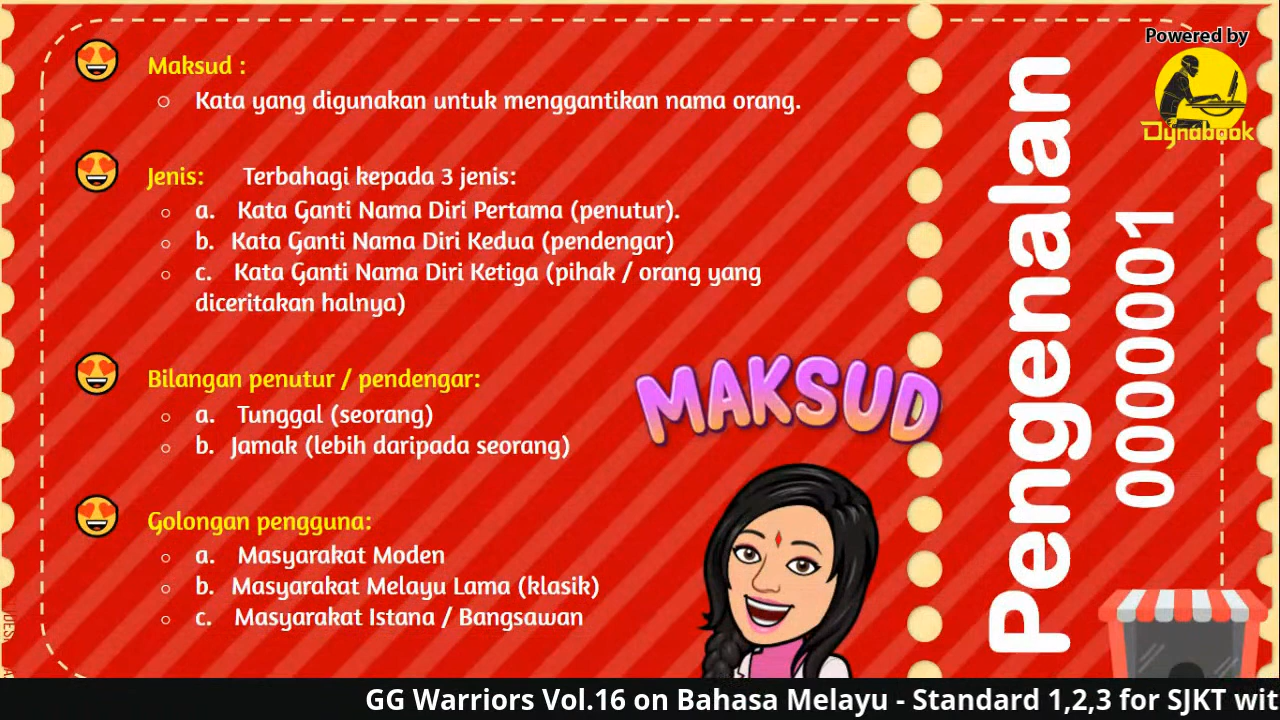 Maksud :
Kata yang digunakan untuk menggantikan nama orang.
Jenis: Terbahagi kepada 3 jenis:
a. Kata Ganti Nama Diri Pertama (penutur).
b. Kata Ganti Nama Diri Kedua (pendengar)
c. Kata Ganti Nama Diri Ketiga (pihak / orang yang
diceritakan halnya)
Bilangan penutur / pendengar:
a. Tunggal (seorang)
b. Jamak (lebih daripada seorang)
Golongan pengguna:
a. Masyarakat Moden
b. Masyarakat Melayu Lama (klasik)
c. Masyarakat Istana / Bangsawan
MAKSUD
Pengenalan
0000001
Powered by
Dynabook
GG Warriors Vol.16 on Bahasa Melayu - Standard 1,2,3 for SJKT wit